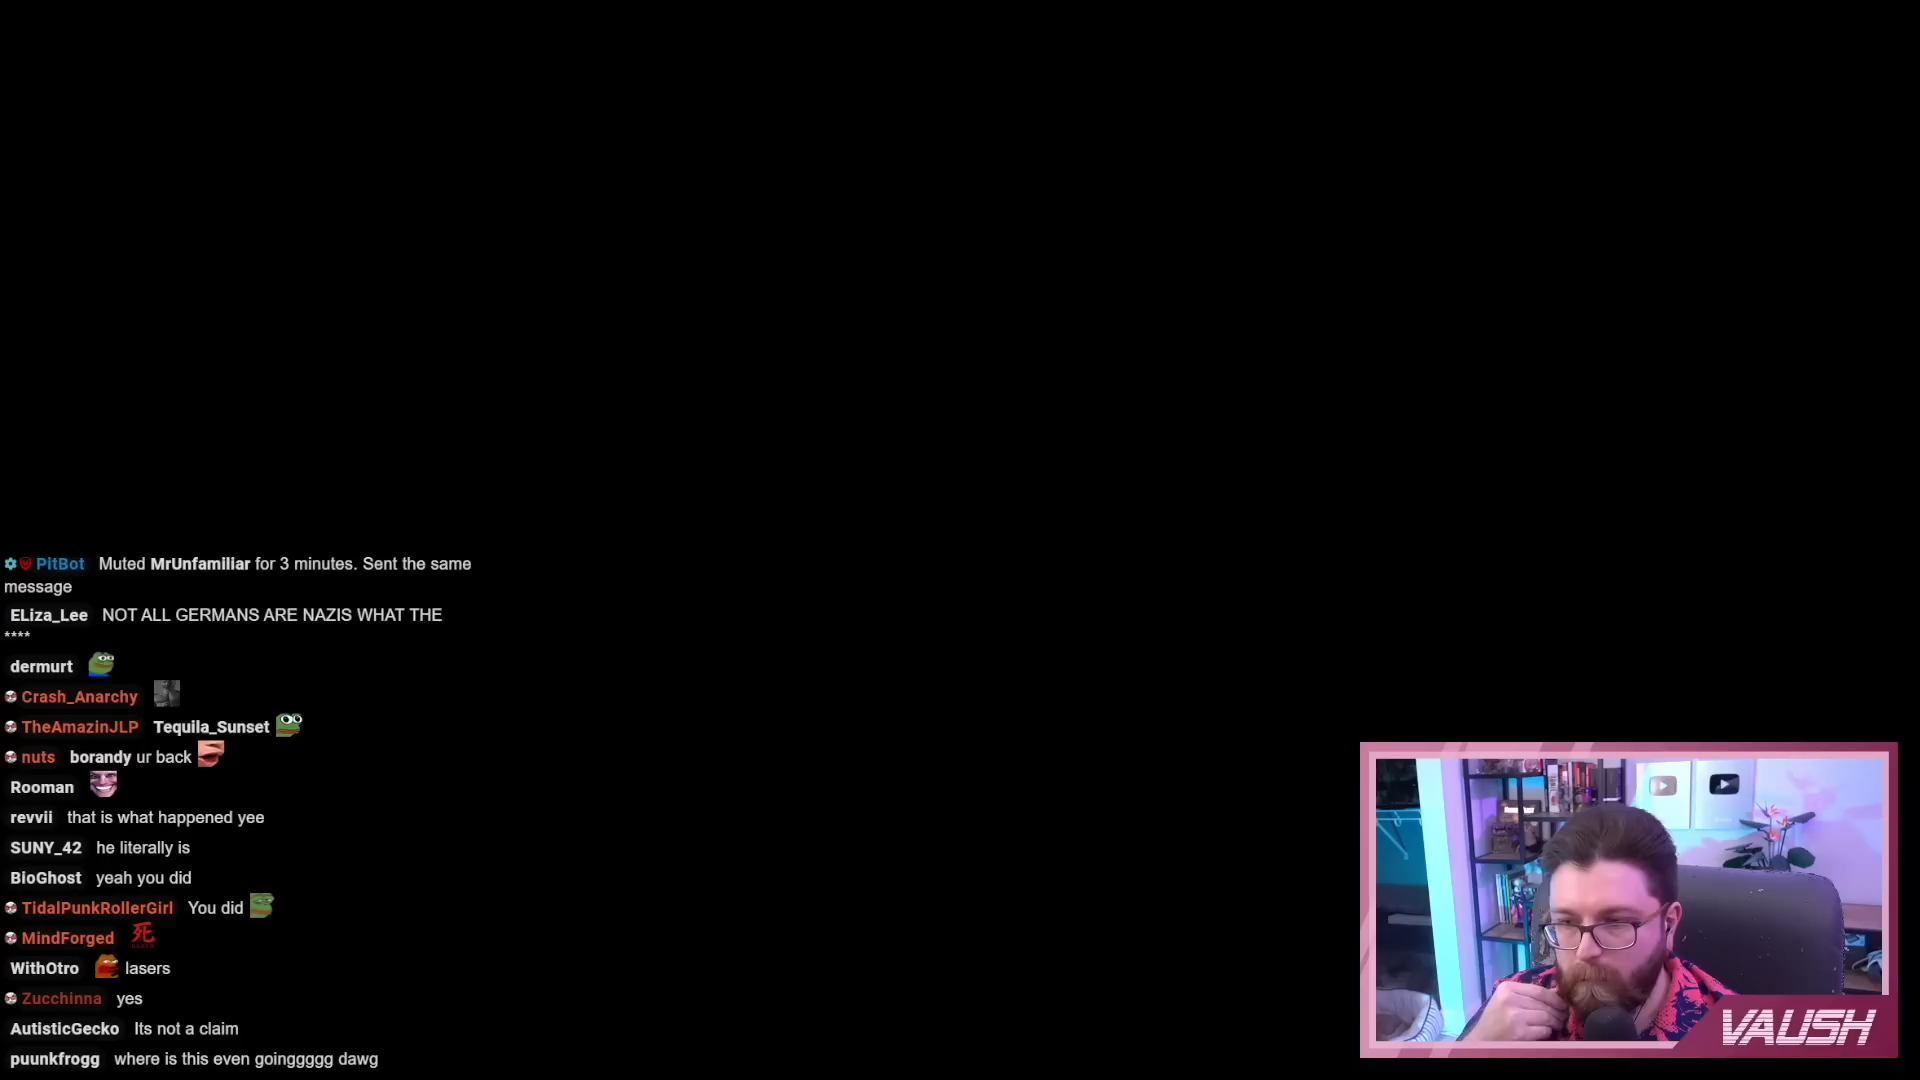 PitBot Muted MrUnfamiliar for 3 minutes. Sent the same
message
ELiza_Lee NOT ALL GERMANS ARE NAZIS WHAT THE
****
dermurt
Crash_Anarchy
TheAmazinJLP Tequila_Sunset
nuts borandy ur back
Rooman
revvii that is what happened yee
SUNY_42 he literally is
BioGhost yeah you did
TidalPunkRollerGirl You did
MindForged 死
WithOtro lasers
Zucchinna yes
AutisticGecko Its not a claim
puunkfrogg where is this even goinggggg dawg
VAUSH